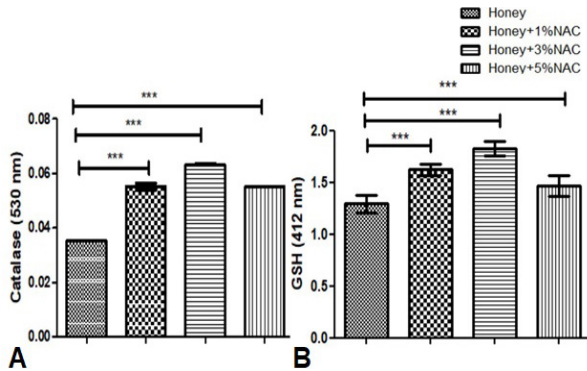 Honey
Honey+1%NAC
Honey+3%NAC
Honey+5%NAC
***
***
***
0.08
0.06
0.04
0.02
0.00
Catalase (530 nm)
A
***
***
***
2.0
1.5
1.0
0.5
0.0
GSH (412 nm)
B